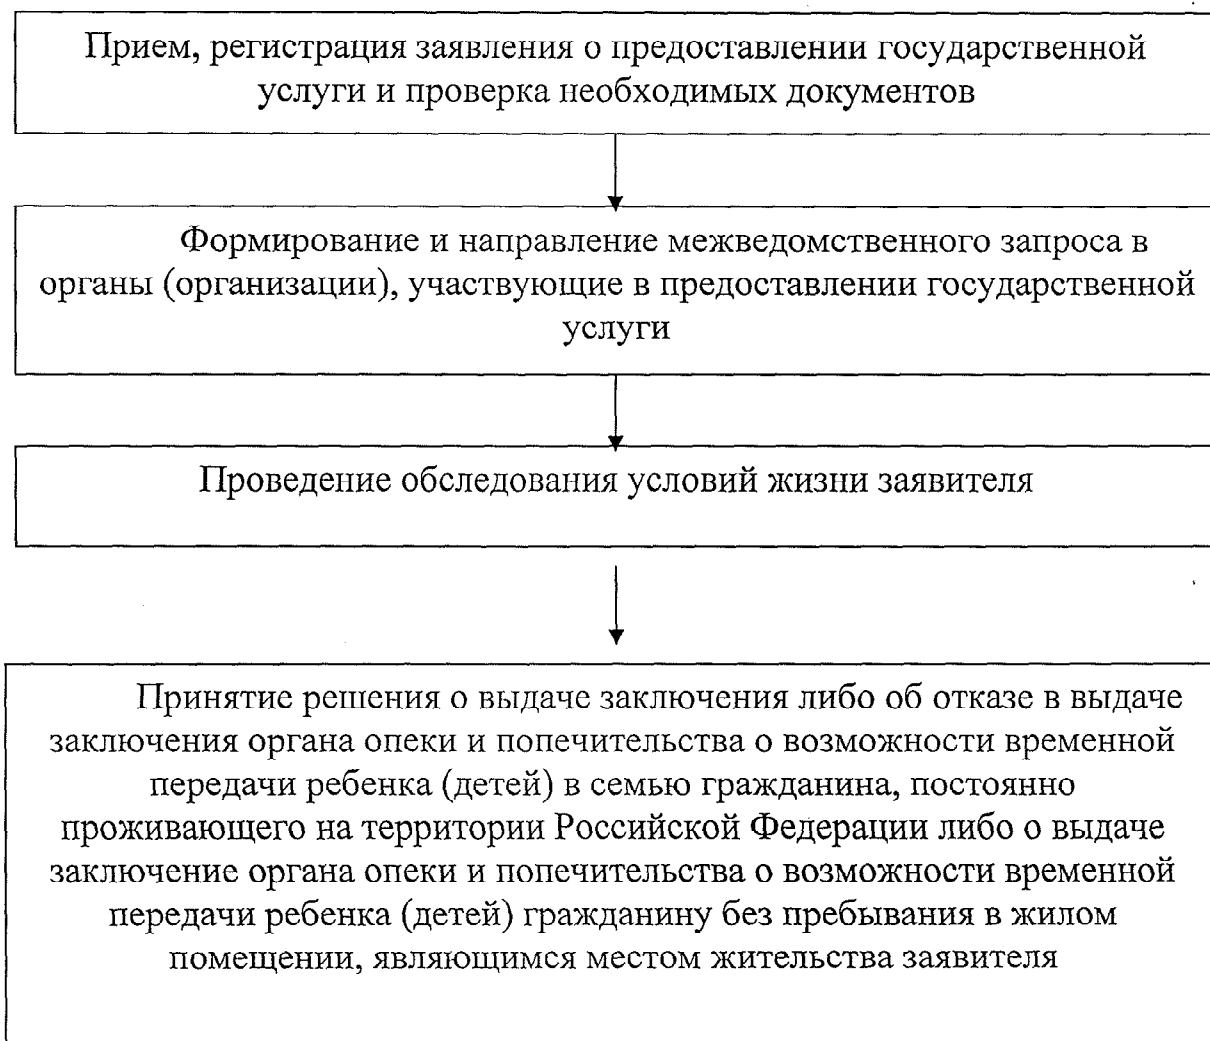 Прием, регистрация заявления о предоставлении государственной
услуги и проверка необходимых документов
Формирование и направление межведомственного запроса в
органы (организации), участвующие в предоставлении государственной
услуги
Проведение обследования условий жизни заявителя
Принятие решения о выдаче заключения либо об отказе в выдаче
заключения органа опеки и попечительства о возможности временной
передачи ребенка (детей) в семью гражданина, постоянно
проживающего на территории Российской Федерации либо о выдаче
заключение органа опеки и попечительства о возможности временной
передачи ребенка (детей) гражданину без пребывания в жилом
помещении, являющимся местом жительства заявителя